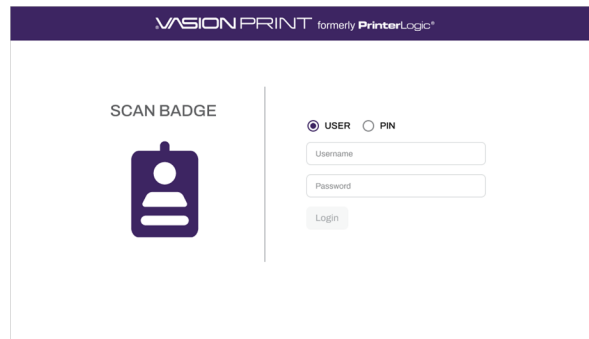 VASION PRINT formerly PrinterLogic®
SCAN BADGE
USER PIN
Username
Password
Login